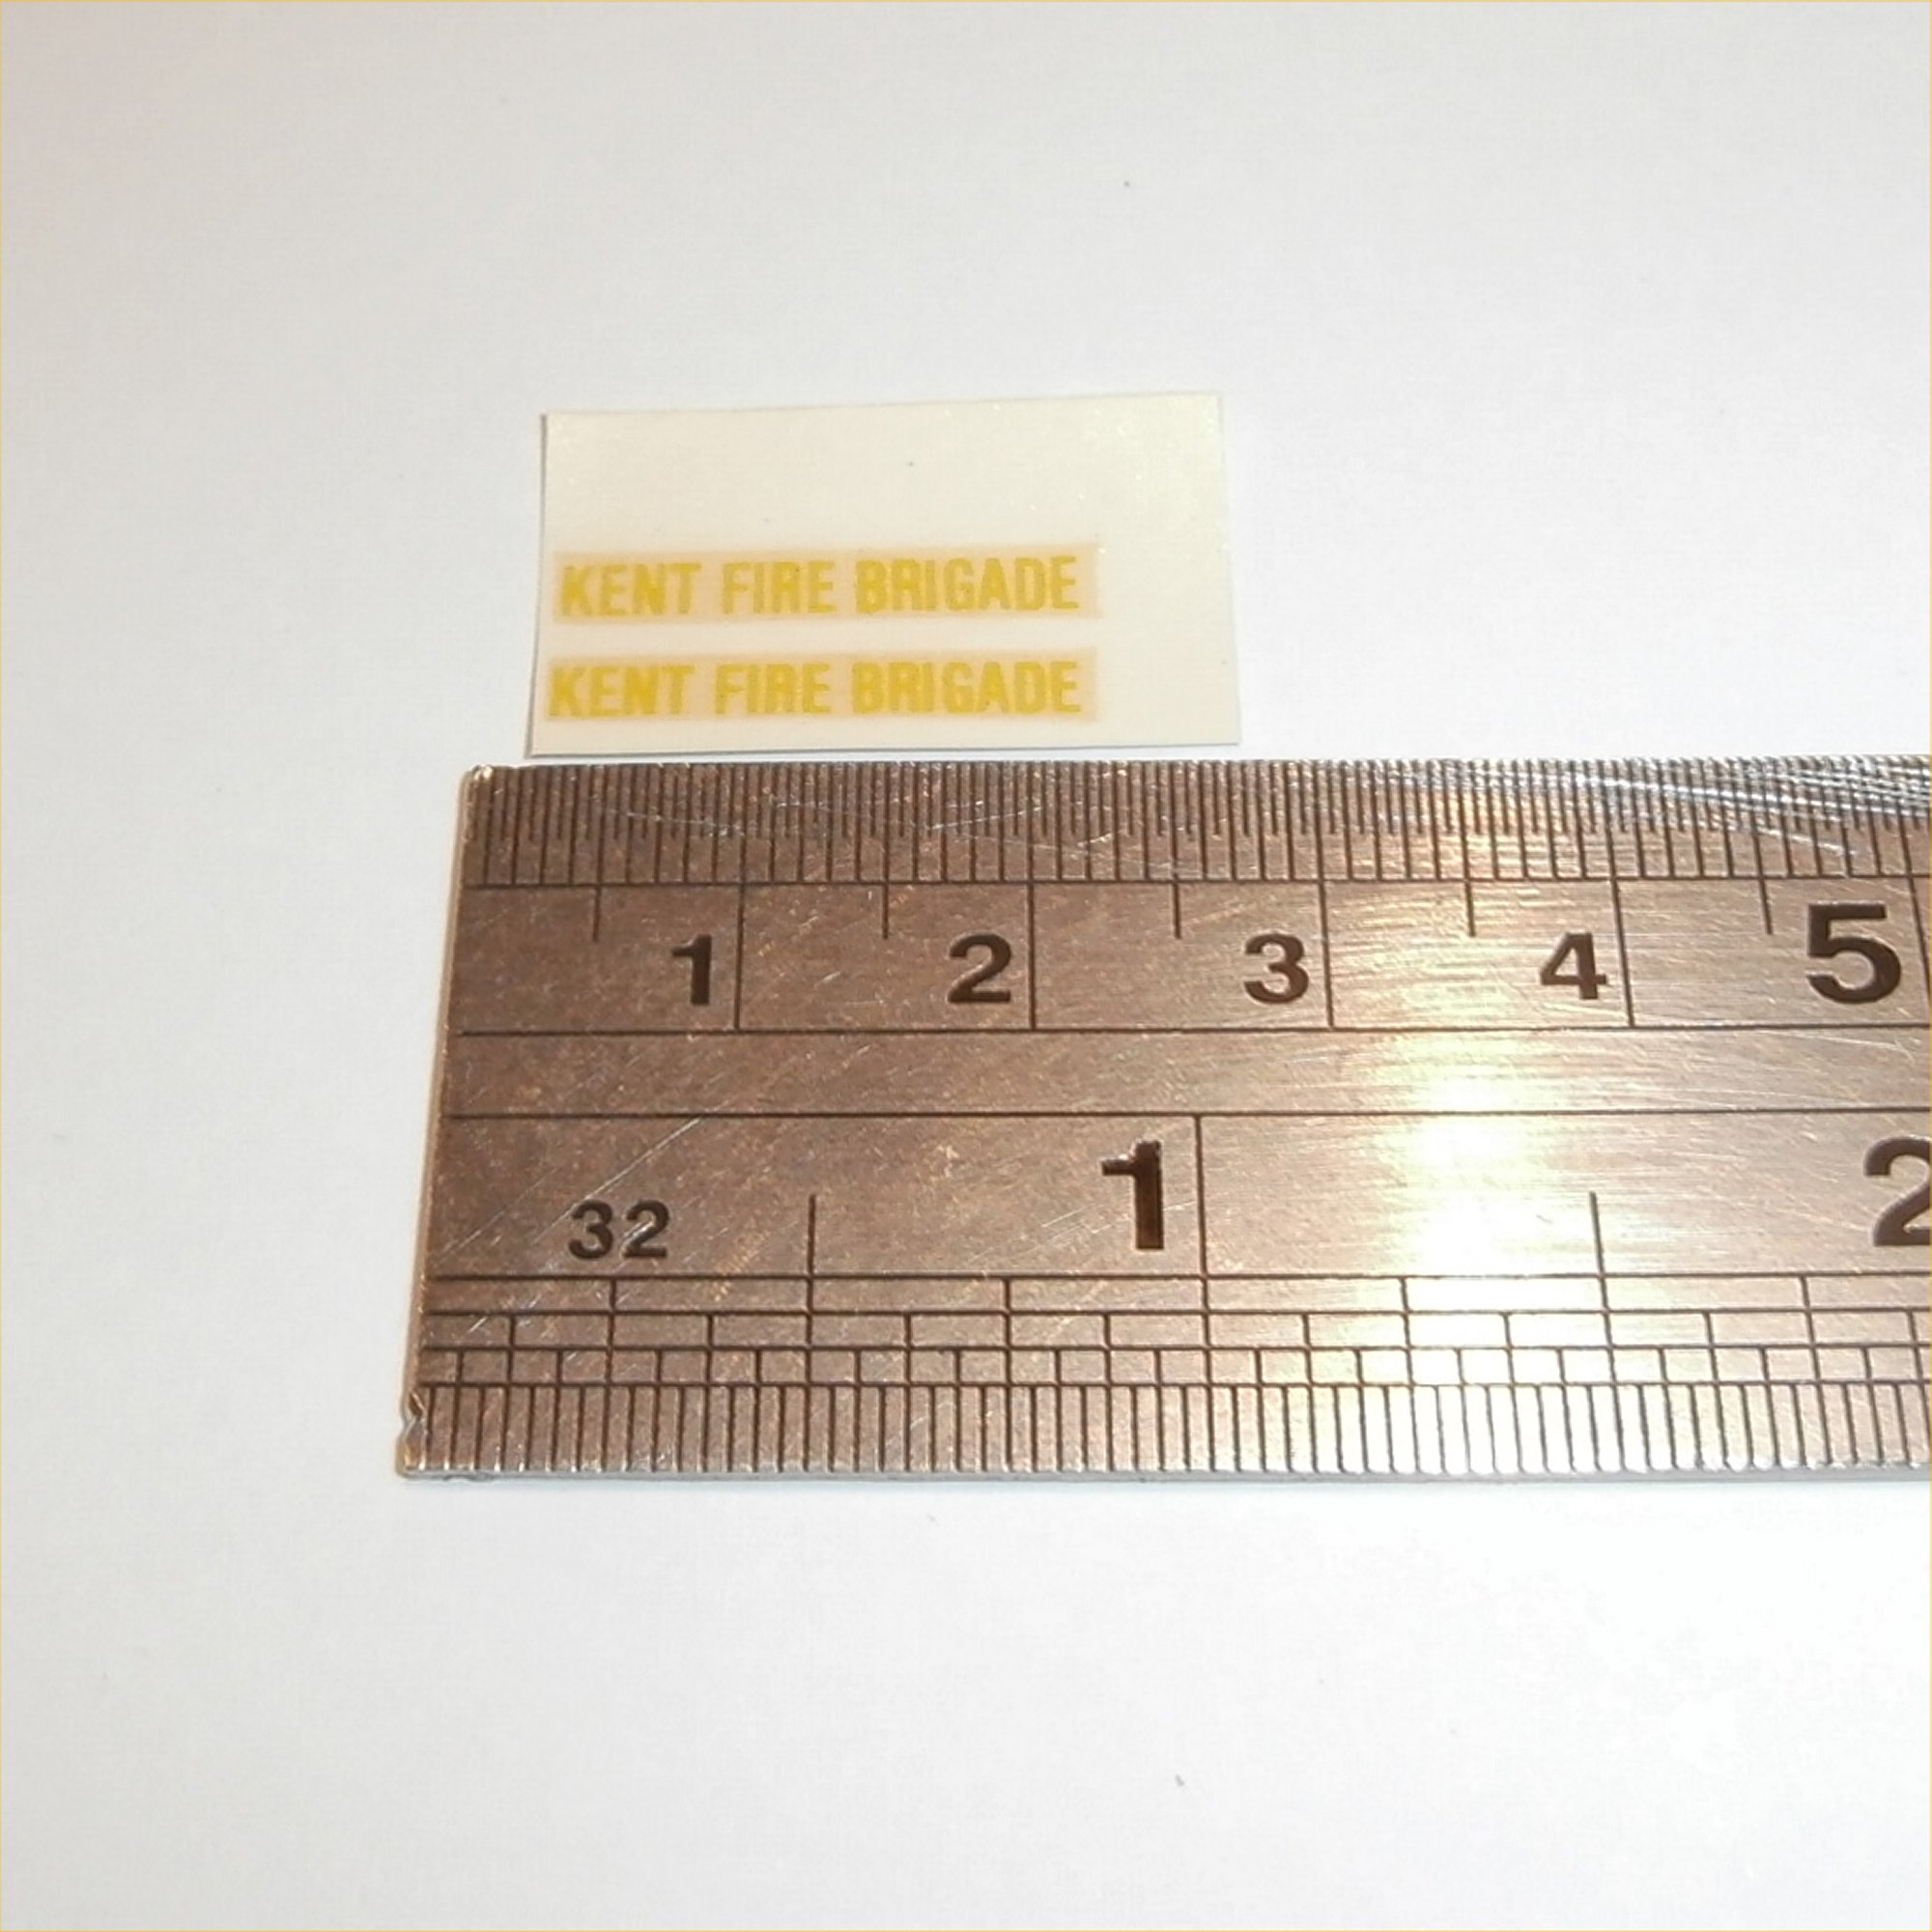 KENT FIRE BRIGADE
KENT FIRE BRIGADE
1 2 3 4 5
1 2
32